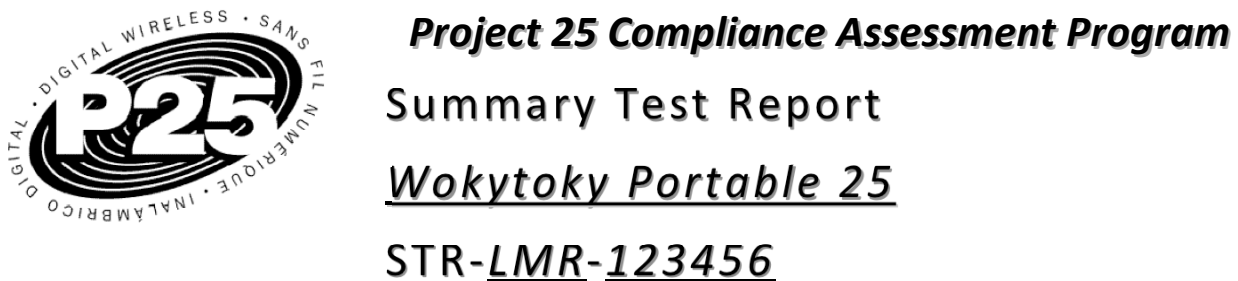 DIGITAL · DIGITAL WIRELESS · SANS FIL NUMÉRIQUE · INALÁMBRICO
P25
Project 25 Compliance Assessment Program
Summary Test Report
Wokytoky Portable 25
STR-LMR-123456